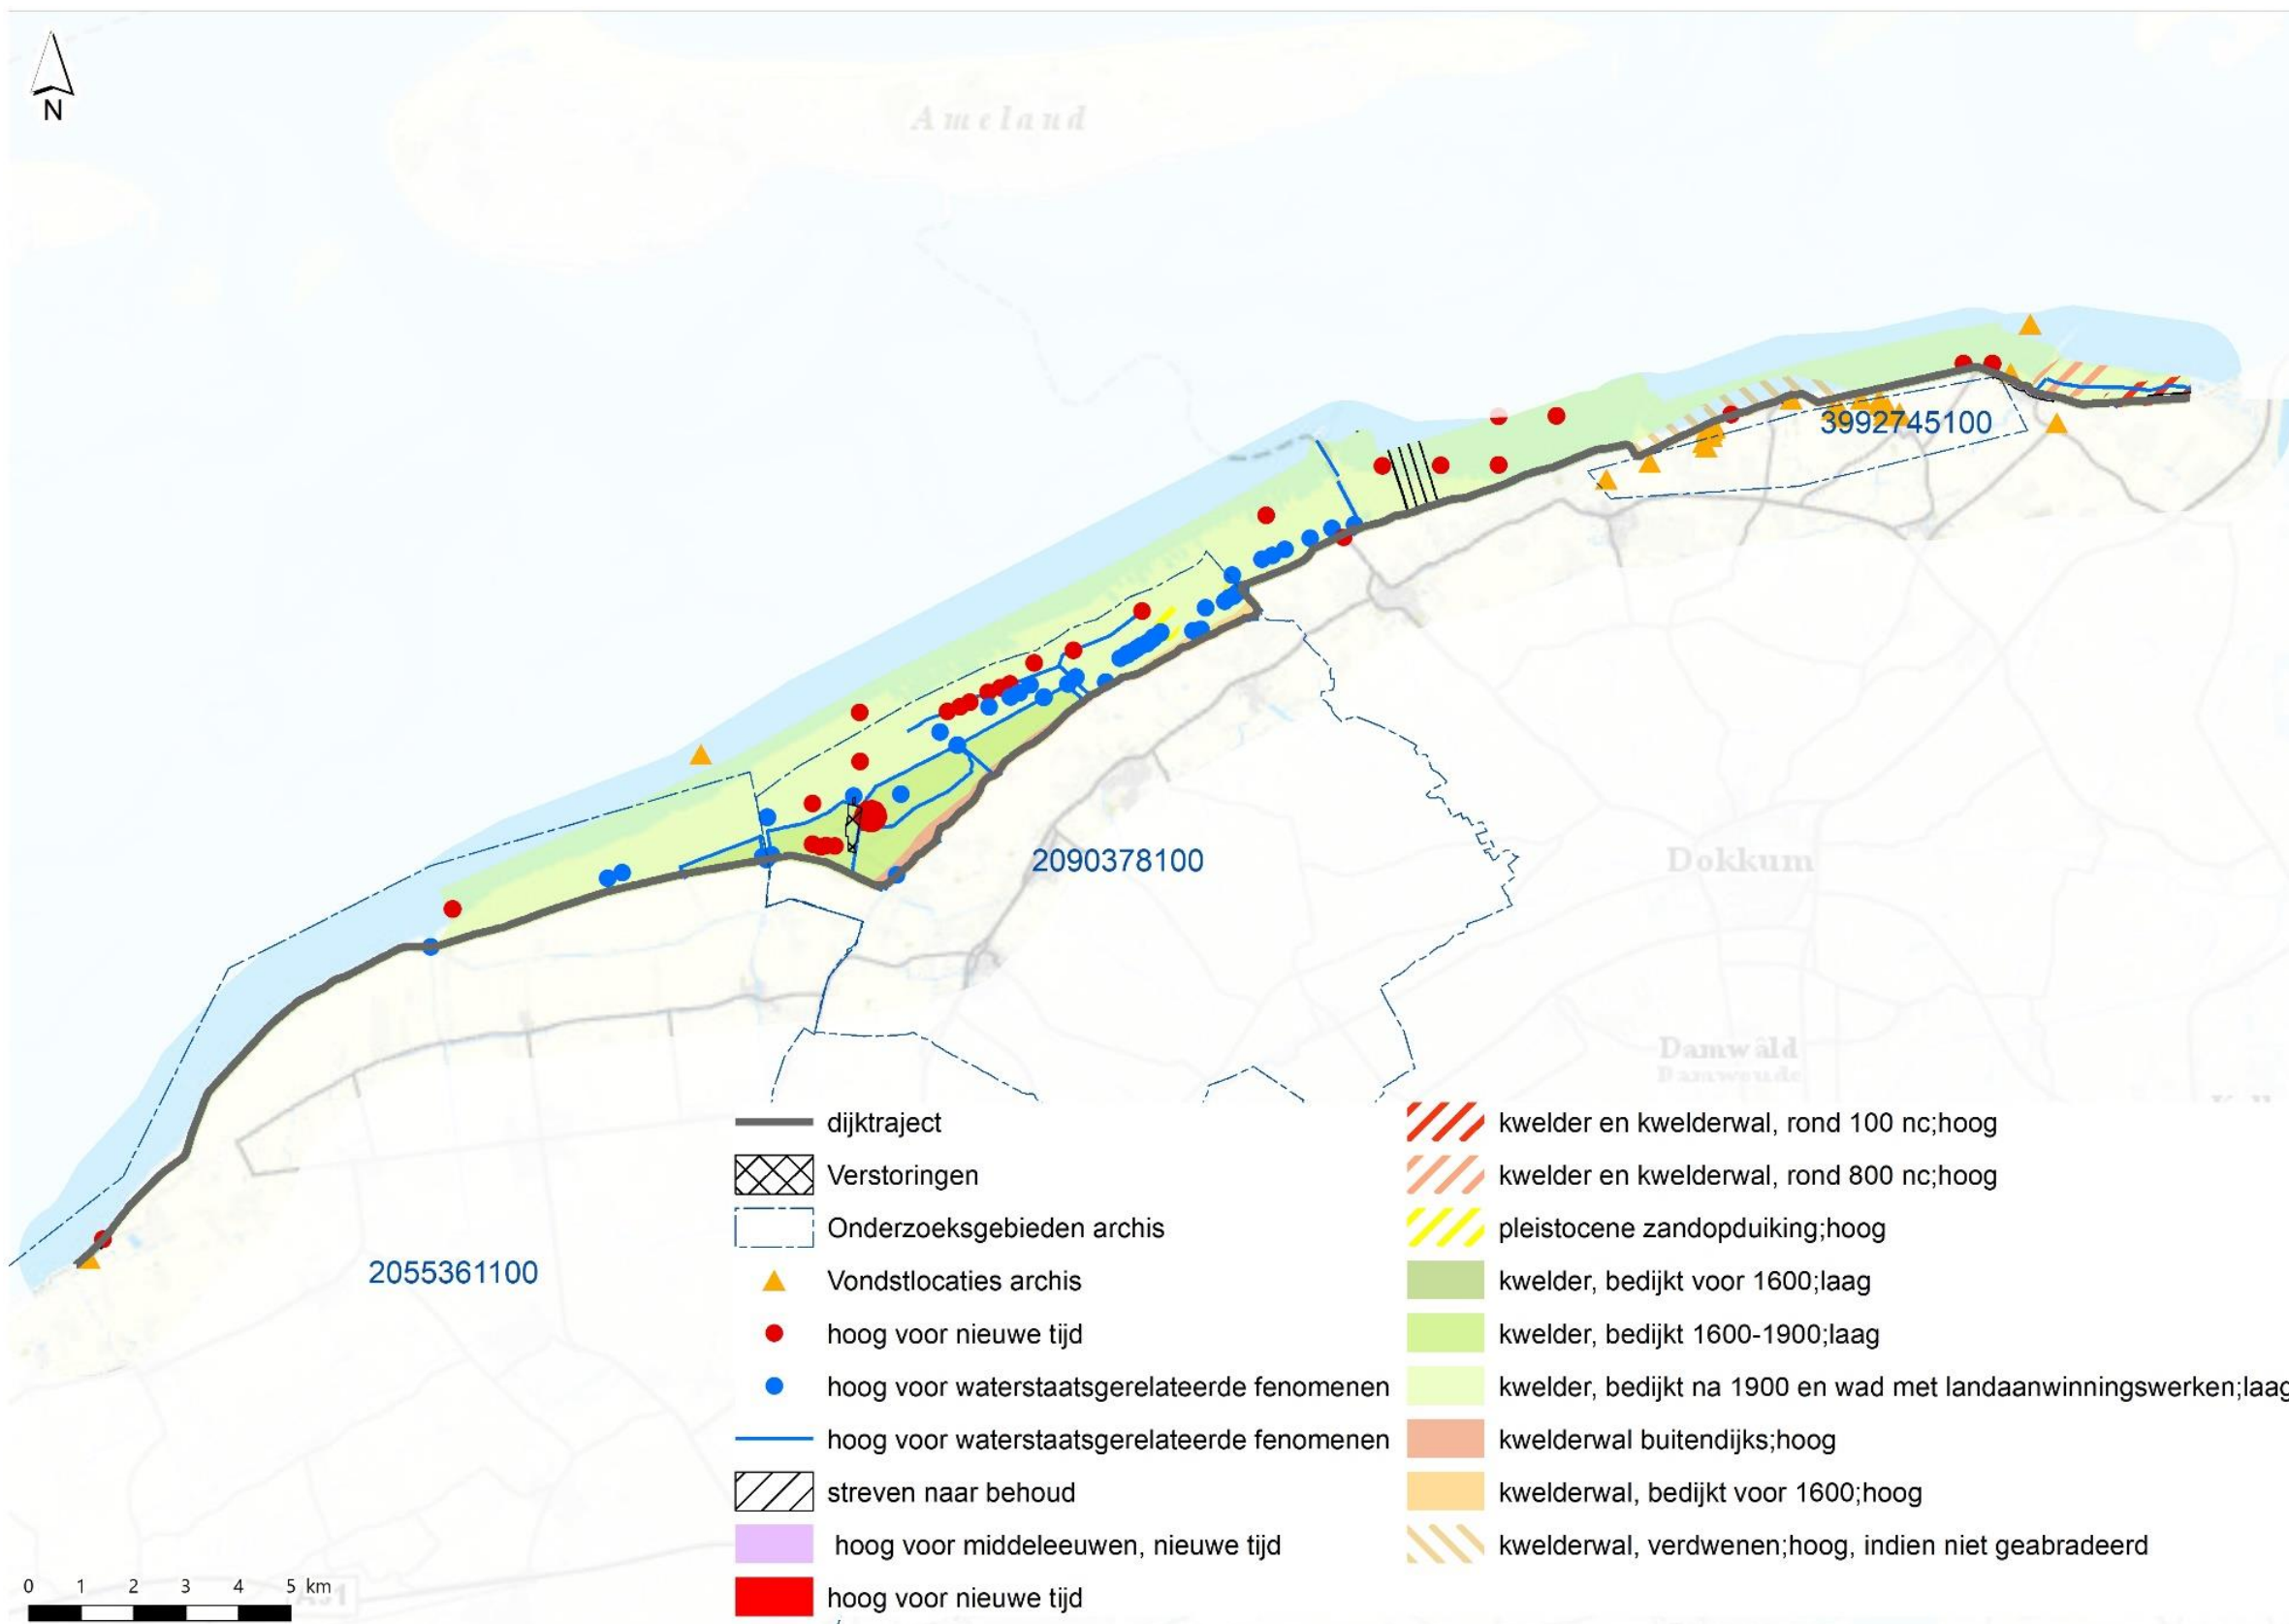 N
Ameland
3992745100
2090378100
Dokkum
Damwâld
Damwoude
2055361100
dijktraject
Verstoringen
Onderzoeksgebieden archis
Vondstlocaties archis
hoog voor nieuwe tijd
hoog voor waterstaatsgerelateerde fenomenen
hoog voor waterstaatsgerelateerde fenomenen
streven naar behoud
hoog voor middeleeuwen, nieuwe tijd
hoog voor nieuwe tijd
kwelder en kwelderwal, rond 100 nc;hoog
kwelder en kwelderwal, rond 800 nc;hoog
pleistocene zandopduiking;hoog
kwelder, bedijkt voor 1600;laag
kwelder, bedijkt 1600-1900;laag
kwelder, bedijkt na 1900 en wad met landaanwinningswerken;laag
kwelderwal buitendijks;hoog
kwelderwal, bedijkt voor 1600;hoog
kwelderwal, verdwenen;hoog, indien niet geabradeerd
0 1 2 3 4 5 km